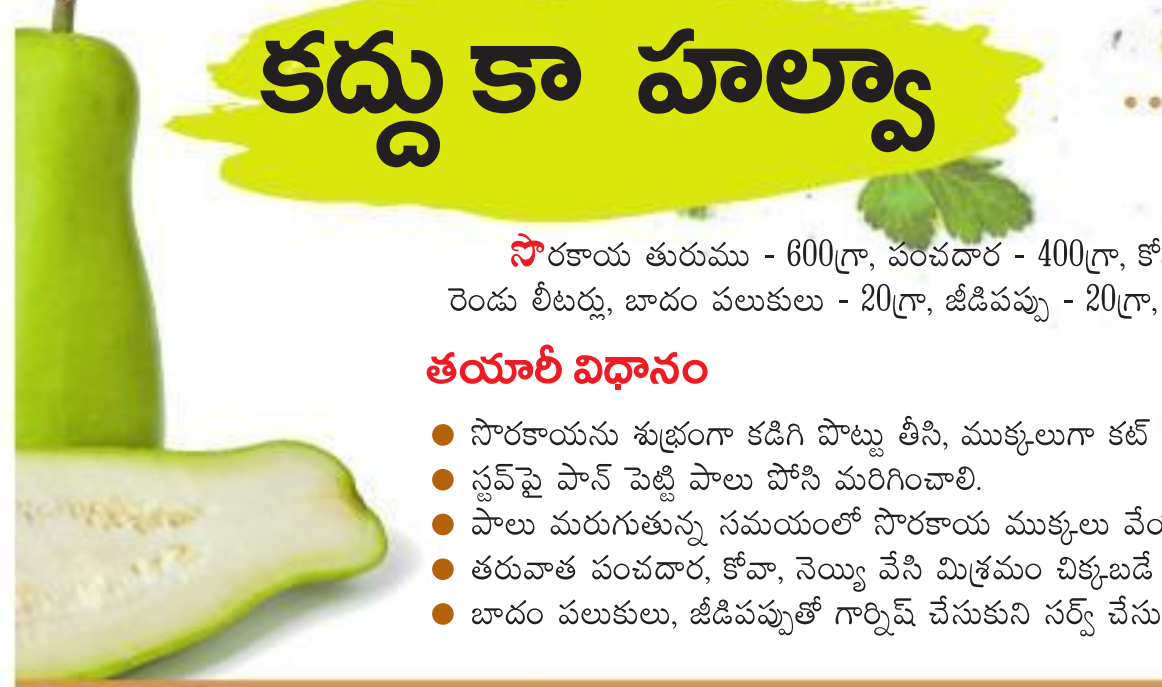 కద్దు కా హల్వా
సొరకాయ తురుము - 600గ్రా, పంచదార - 400గ్రా,
రెండు లీటర్లు, బాదం పలుకులు - 20గ్రా, జీడిపప్పు - 20గ్రా,
తయారీ విధానం
● సొరకాయను శుభ్రంగా కడిగి పొట్టు తీసి, ముక్కలుగా కట్
● స్టవ్‌పై పాన్ పెట్టి పాలు పోసి మరిగించాలి.
● పాలు మరుగుతున్న సమయంలో సొరకాయ ముక్కలు
● తరువాత పంచదార, కోవా, నెయ్యి వేసి మిశ్రమం చిక్కబడే
● బాదం పలుకులు, జీడిపప్పుతో గార్నిష్ చేసుకుని సర్వ్